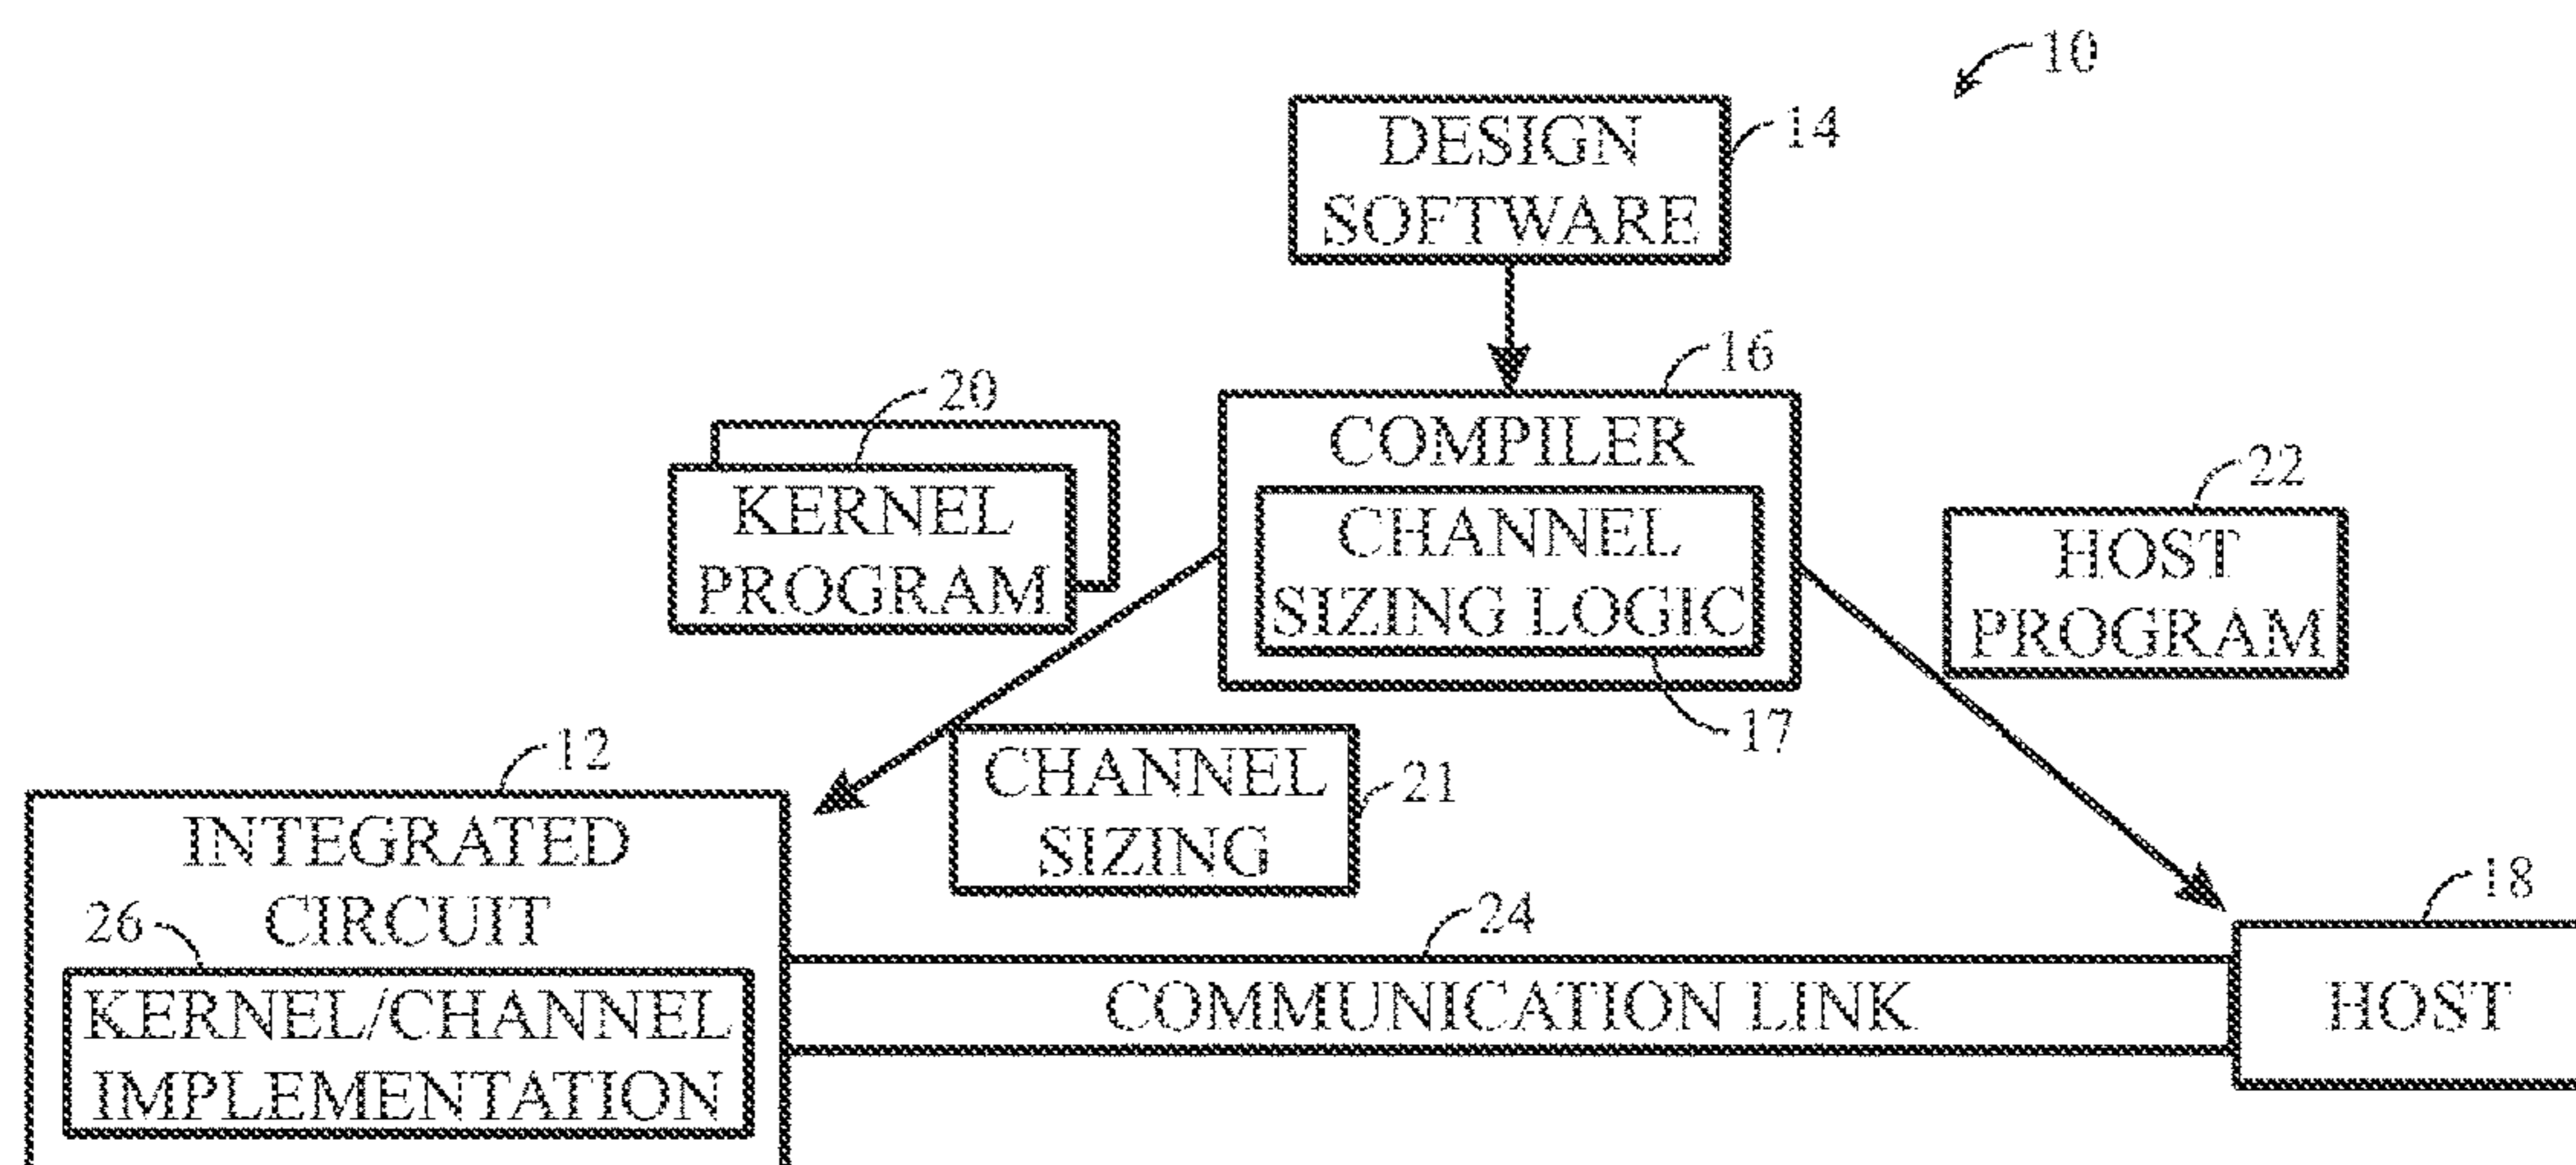 10
DESIGN
SOFTWARE
14
16
COMPILER
CHANNEL
SIZING LOGIC
17
20
KERNEL
PROGRAM
22
HOST
PROGRAM
CHANNEL
SIZING
21
12
INTEGRATED
CIRCUIT
26
KERNEL/CHANNEL
IMPLEMENTATION
24
COMMUNICATION LINK
18
HOST